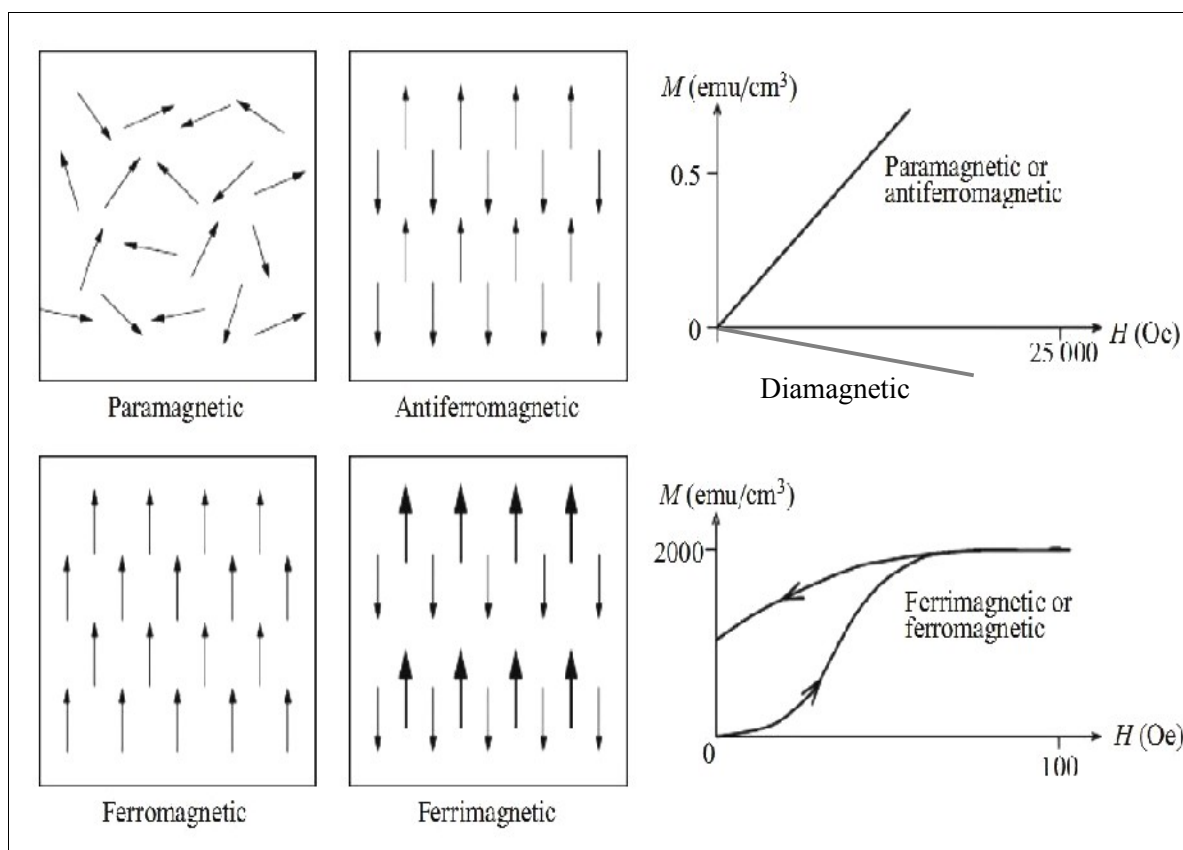 M (emu/cm³)
0.5
Paramagnetic or
antiferromagnetic
0
H (Oe)
25 000
Diamagnetic
Paramagnetic
Antiferromagnetic
M (emu/cm³)
2000
Ferrimagnetic or
ferromagnetic
0
H (Oe)
100
Ferromagnetic
Ferrimagnetic